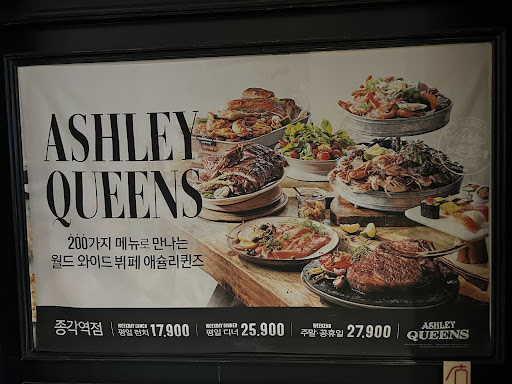 ASHLEY
QUEENS
200가지 메뉴로 만나는
월드 와이드 뷔페 애슐리퀸즈
종각역점
WEEKDAY LUNCH
평일 런치 17,900
WEEKDAY DINNER
평일 디너 25,900
WEEKEND
주말·공휴일 27,900
ASHLEY
QUEENS